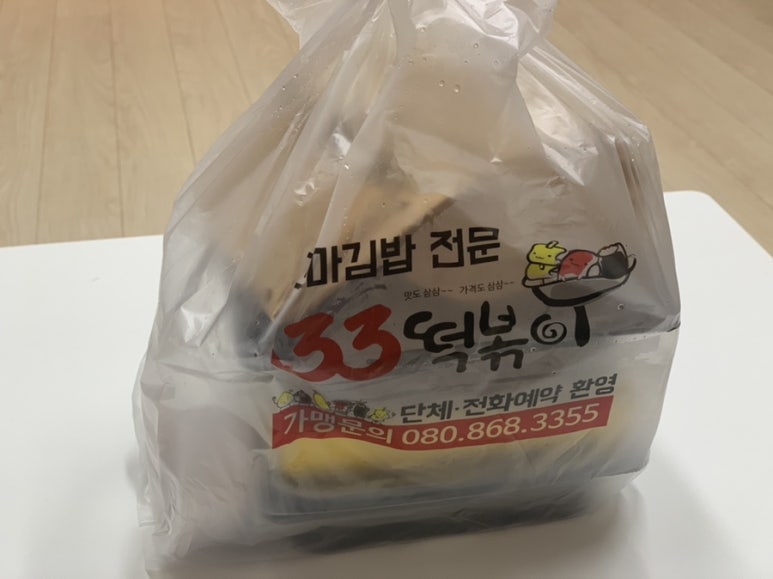 마김밥 전문
맛도 삼삼~~ 가격도 삼삼~~
33떡볶이
단체·전화예약 환영
가맹문의 080.868.3355